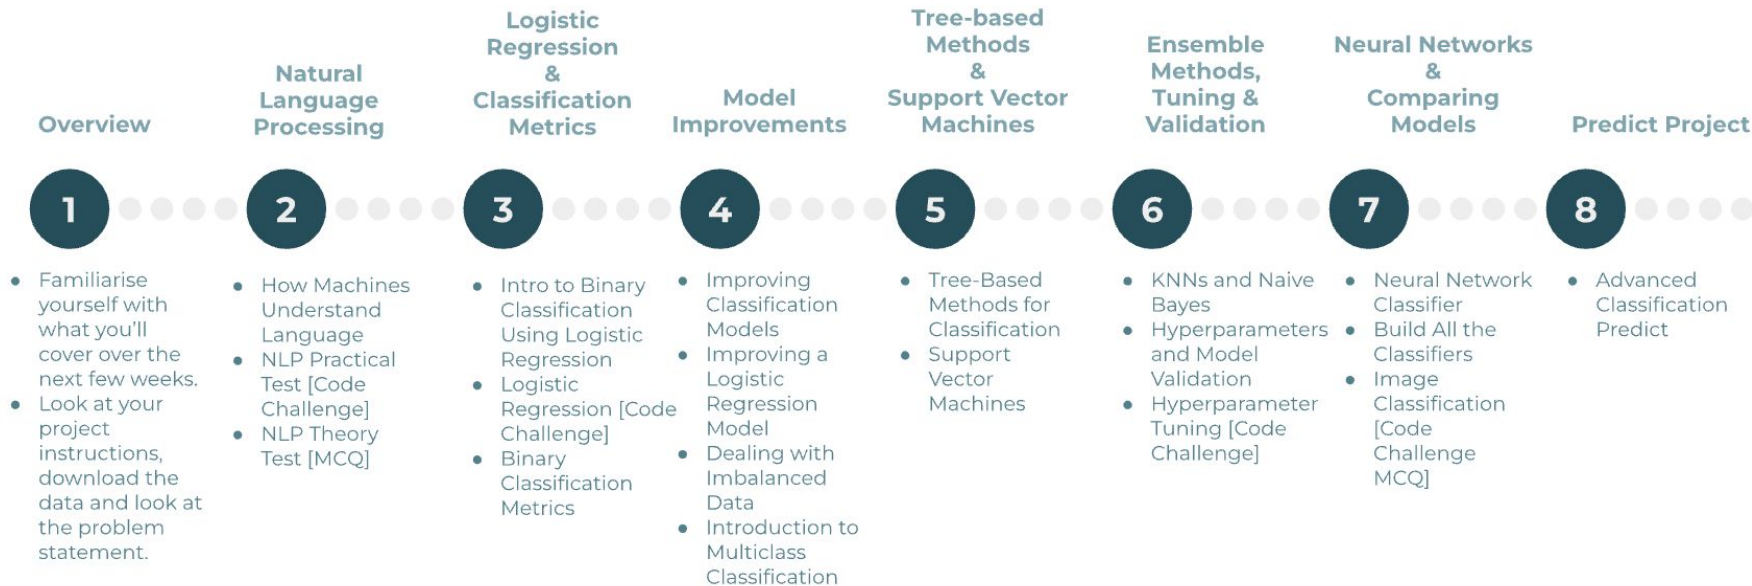 Overview
1
● Familiarise
yourself with
what you'll
cover over the
next few weeks.
● Look at your
project
instructions,
download the
data and look at
the problem
statement.
Natural
Language
Processing
2
● How Machines
Understand
Language
● NLP Practical
Test [Code
Challenge]
● NLP Theory
Test [MCQ]
Logistic
Regression
&
Classification
Metrics
3
● Intro to Binary
Classification
Using Logistic
Regression
● Logistic
Regression [Code
Challenge]
● Binary
Classification
Metrics
Model
Improvements
4
● Improving
Classification
Models
● Improving a
Logistic
Regression
Model
● Dealing with
Imbalanced
Data
● Introduction to
Multiclass
Classification
Tree-based
Methods
&
Support Vector
Machines
5
● Tree-Based
Methods for
Classification
● Support
Vector
Machines
Ensemble
Methods,
Tuning &
Validation
6
● KNNs and Naive
Bayes
● Hyperparameters
and Model
Validation
● Hyperparameter
Tuning [Code
Challenge]
Neural Networks
&
Comparing
Models
7
● Neural Network
Classifier
● Build All the
Classifiers
● Image
Classification
[Code
Challenge
MCQ]
Predict Project
8
● Advanced
Classification
Predict